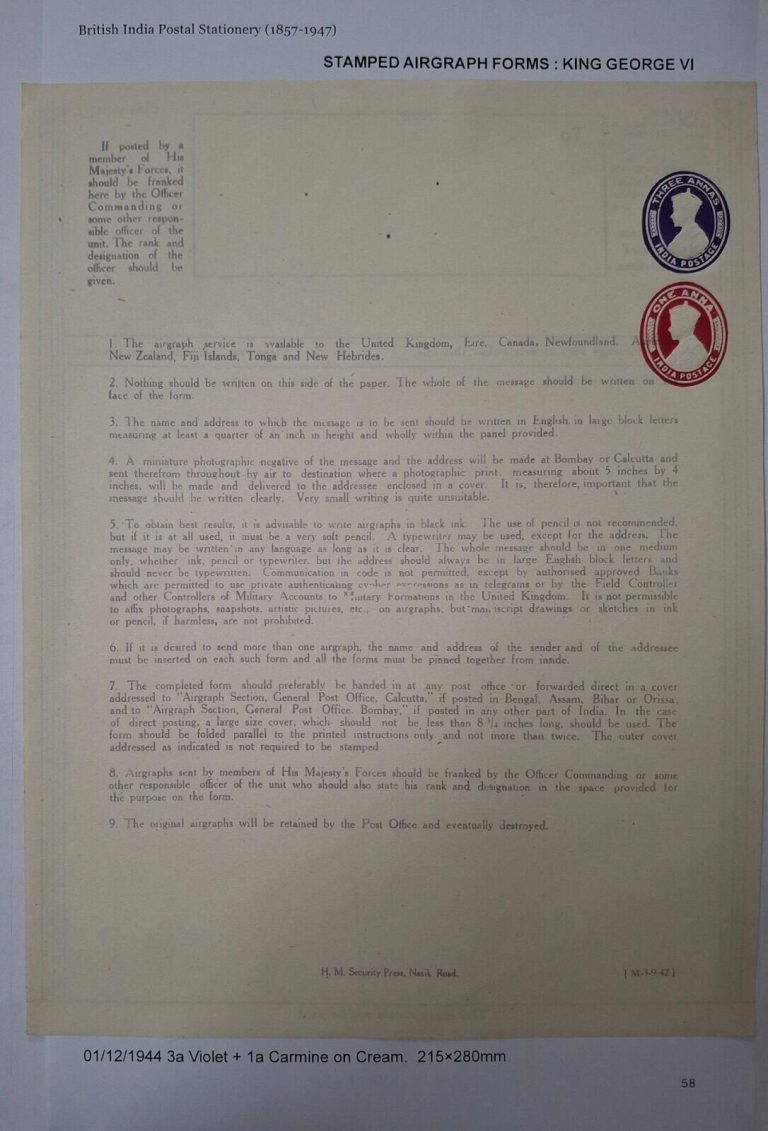 British India Postal Stationery (1857-1947)
STAMPED AIRGRAPH FORMS : KING GEORGE VI
If posted by a
member of His
Majesty's Forces, it
should be franked
here by the Officer
Commanding or
some other respon-
sible officer of the
unit. The rank and
designation of the
officer should be
given.
THREE ANNAS
INDIA POSTAGE
ONE ANNA
INDIA POSTAGE
1. The airgraph service is available to the United Kingdom, Eire, Canada, Newfoundland,
New Zealand, Fiji Islands, Tonga and New Hebrides.
2. Nothing should be written on this side of the paper. The whole of the message should be written on
face of the form.
3. The name and address to which the message is to be sent should be written in English in large block letters
measuring at least a quarter of an inch in height and wholly within the panel provided.
4. A miniature photographic negative of the message and the address will be made at Bombay or Calcutta and
sent therefrom throughout by air to destination where a photographic print, measuring about 5 inches by 4
inches, will be made and delivered to the addressee enclosed in a cover. It is, therefore, important that the
message should be written clearly. Very small writing is quite unsuitable.
5. To obtain best results, it is advisable to write airgraphs in black ink. The use of pencil is not recommended,
but if it is at all used, it must be a very soft pencil. A typewriter may be used, except for the address. The
message may be written in any language as long as it is clear. The whole message should be in one medium
only, whether ink, pencil or typewriter, but the address should always be in large English block letters and
should never be typewritten. Communication in code is not permitted, except by authorised approved Banks
which are permitted to use private authenticating cypher expressions as in telegrams or by the Field Controller
and other Controllers of Military Accounts to Military Formations in the United Kingdom. It is not permissible
to affix photographs, snapshots, artistic pictures, etc., on airgraphs, but manuscript drawings or sketches in ink
or pencil, if harmless, are not prohibited.
6. If it is desired to send more than one airgraph, the name and address of the sender and of the addressee
must be inserted on each such form and all the forms must be pinned together from inside.
7. The completed form should preferably be handed in at any post office or forwarded direct in a cover
addressed to "Airgraph Section, General Post Office, Calcutta," if posted in Bengal, Assam, Bihar or Orissa,
and to "Airgraph Section, General Post Office, Bombay," if posted in any other part of India. In the case
of direct posting, a large size cover, which should not be less than 8 3/4 inches long, should be used. The
form should be folded parallel to the printed instructions only and not more than twice. The outer cover
addressed as indicated is not required to be stamped.
8. Airgraphs sent by members of His Majesty's Forces should be franked by the Officer Commanding or some
other responsible officer of the unit who should also state his rank and designation in the space provided for
the purpose on the form.
9. The original airgraphs will be retained by the Post Office and eventually destroyed.
H. M. Security Press, Nasik Road.
[ M-3-9-42 ]
01/12/1944 3a Violet + 1a Carmine on Cream. 215×280mm
58